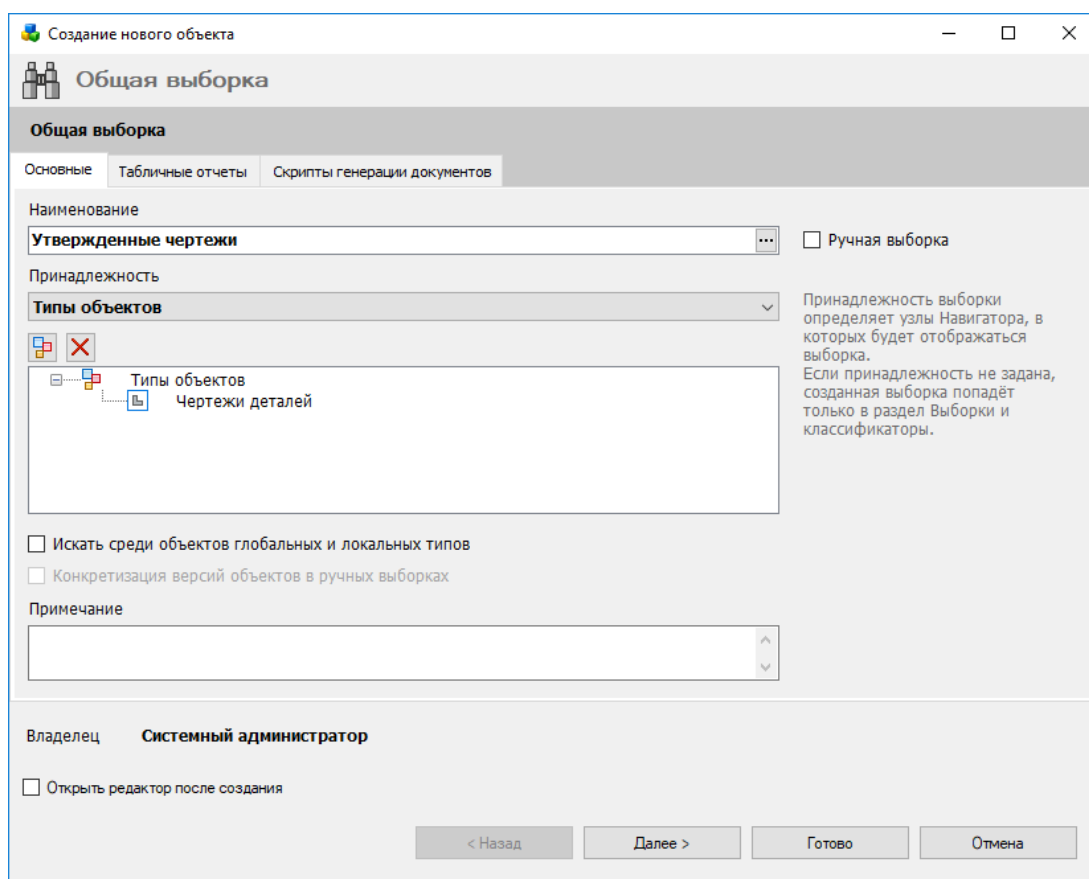 Создание нового объекта
Общая выборка
Общая выборка
Основные Табличные отчеты Скрипты генерации документов
Наименование
Утвержденные чертежи ... Ручная выборка
Принадлежность
Типы объектов
Принадлежность выборки
определяет узлы Навигатора, в
которых будет отображаться
выборка.
Если принадлежность не задана,
созданная выборка попадёт
только в раздел Выборки и
классификаторы.
Типы объектов
Чертежи деталей
Искать среди объектов глобальных и локальных типов
Конкретизация версий объектов в ручных выборках
Примечание
Владелец Системный администратор
Открыть редактор после создания
< Назад Далее > Готово Отмена